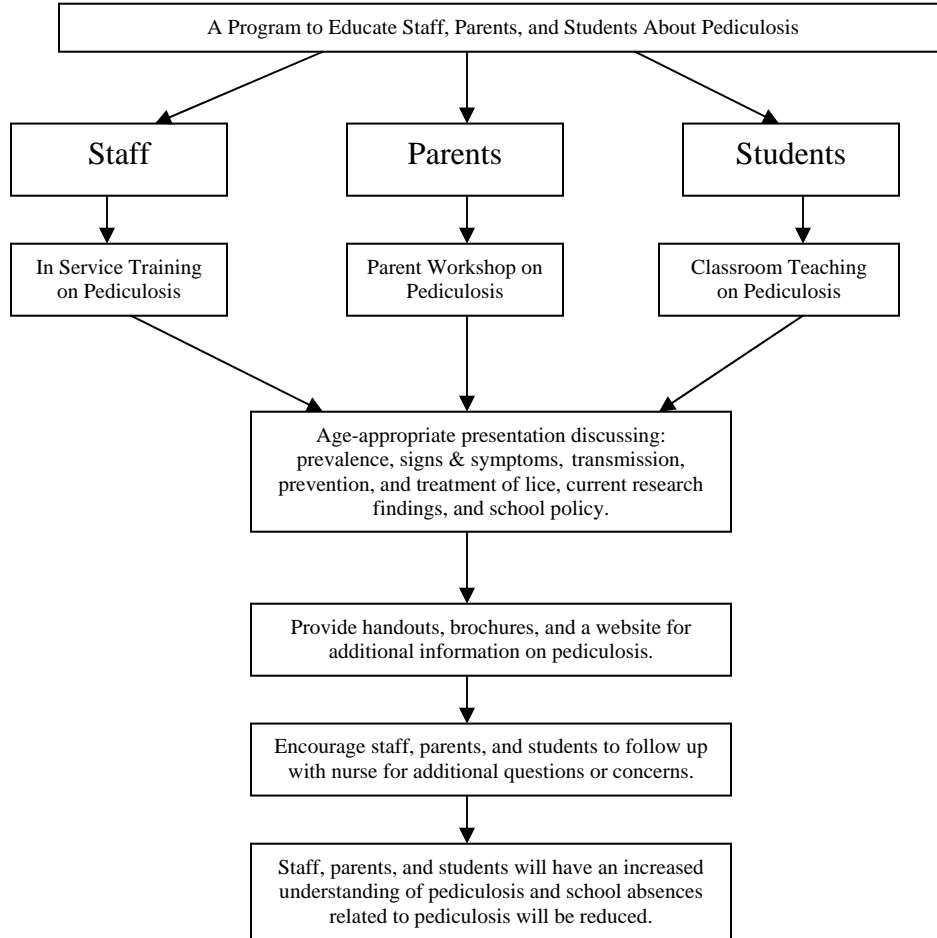 A Program to Educate Staff, Parents, and Students About Pediculosis
Staff
Parents
Students
In Service Training
on Pediculosis
Parent Workshop on
Pediculosis
Classroom Teaching
on Pediculosis
Age-appropriate presentation discussing:
prevalence, signs & symptoms, transmission,
prevention, and treatment of lice, current research
findings, and school policy.
Provide handouts, brochures, and a website for
additional information on pediculosis.
Encourage staff, parents, and students to follow up
with nurse for additional questions or concerns.
Staff, parents, and students will have an increased
understanding of pediculosis and school absences
related to pediculosis will be reduced.